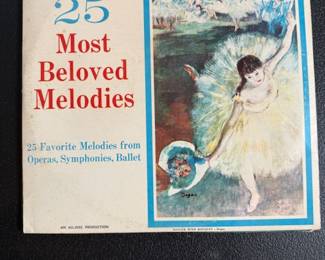 25
Most
Beloved
Melodies
25 Favorite Melodies from
Operas, Symphonies, Ballet
Degas